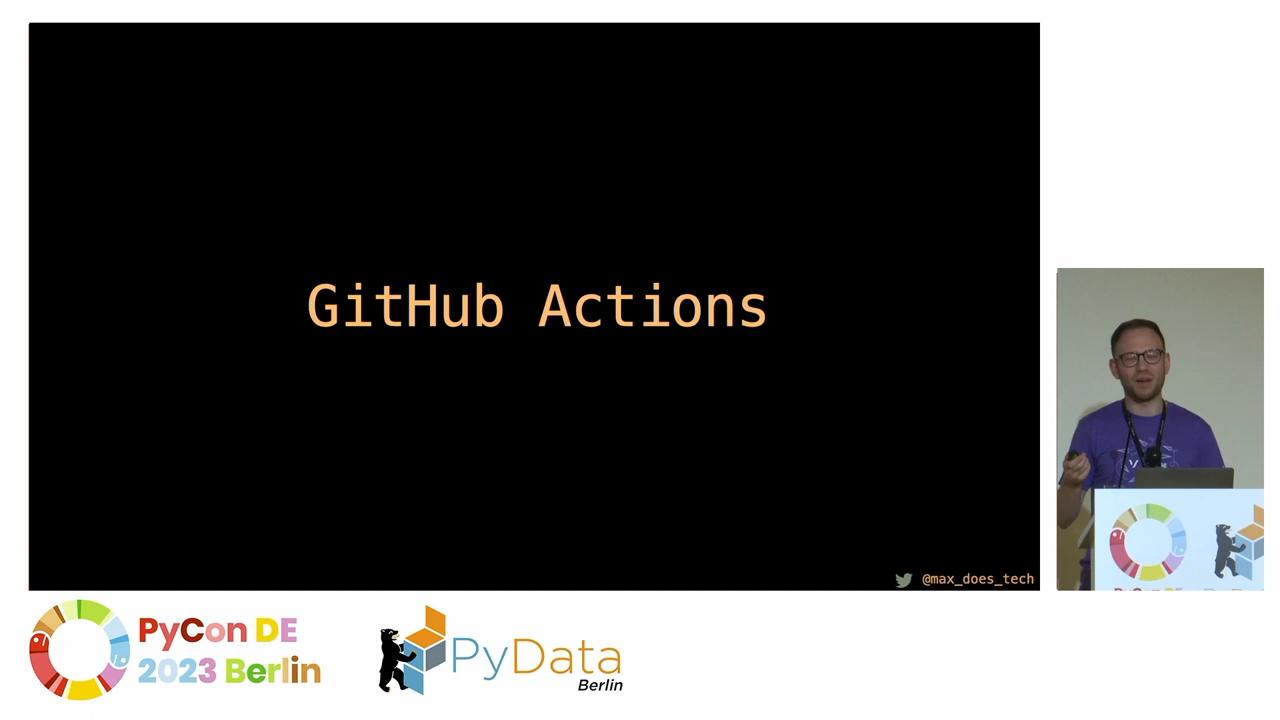 GitHub Actions
@max_does_tech
PyCon DE
2023 Berlin
PyData
Berlin